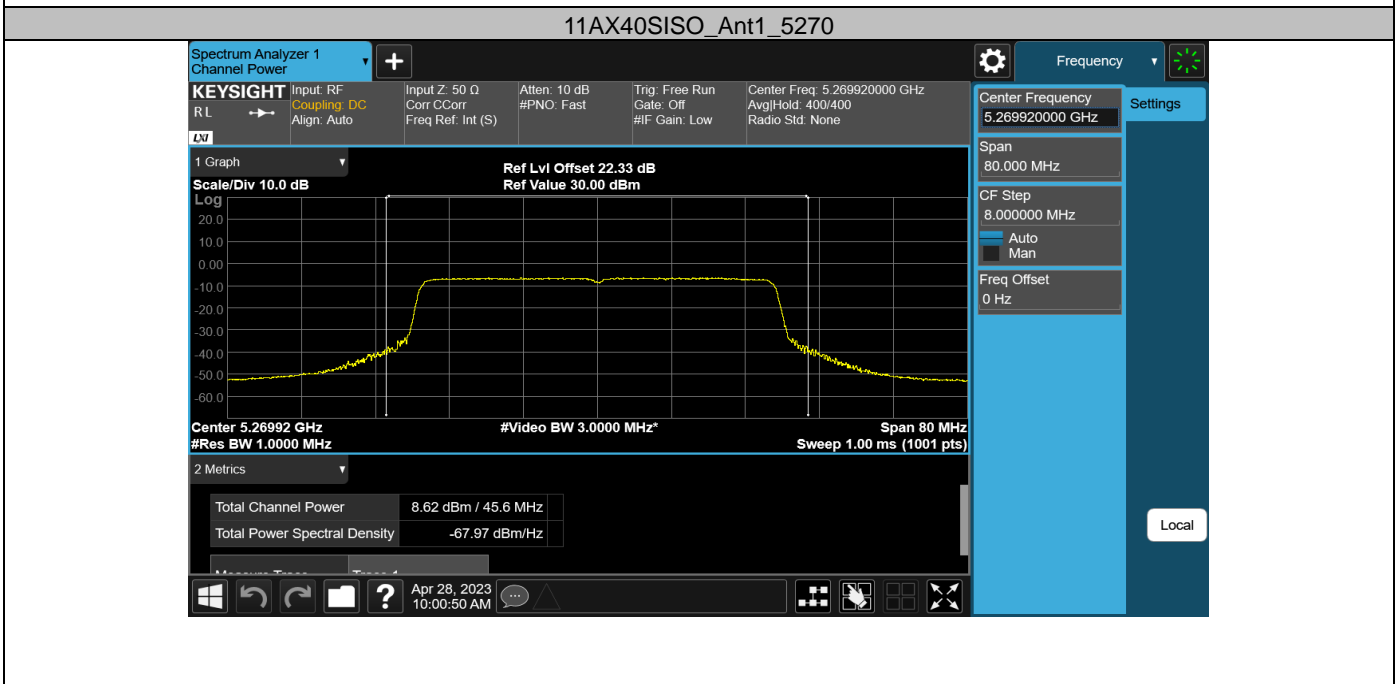 11AX40SISO_Ant1_5270
Spectrum Analyzer 1
Channel Power
Frequency
KEYSIGHT
RL
LXI
Input: RF
Coupling: DC
Align: Auto
Input Z: 50 Ω
Corr CCorr
Freq Ref: Int (S)
Atten: 10 dB
#PNO: Fast
Trig: Free Run
Gate: Off
#IF Gain: Low
Center Freq: 5.269920000 GHz
Avg|Hold: 400/400
Radio Std: None
Center Frequency
5.269920000 GHz
Settings
Span
80.000 MHz
CF Step
8.000000 MHz
Auto
Man
Freq Offset
0 Hz
Local
1 Graph
Scale/Div 10.0 dB
Ref Lvl Offset 22.33 dB
Ref Value 30.00 dBm
Log
20.0
10.0
0.00
-10.0
-20.0
-30.0
-40.0
-50.0
-60.0
Center 5.26992 GHz
#Video BW 3.0000 MHz*
Span 80 MHz
#Res BW 1.0000 MHz
Sweep 1.00 ms (1001 pts)
2 Metrics
Total Channel Power 8.62 dBm / 45.6 MHz
Total Power Spectral Density -67.97 dBm/Hz
Measure Trace Trace 1
?
Apr 28, 2023
10:00:50 AM